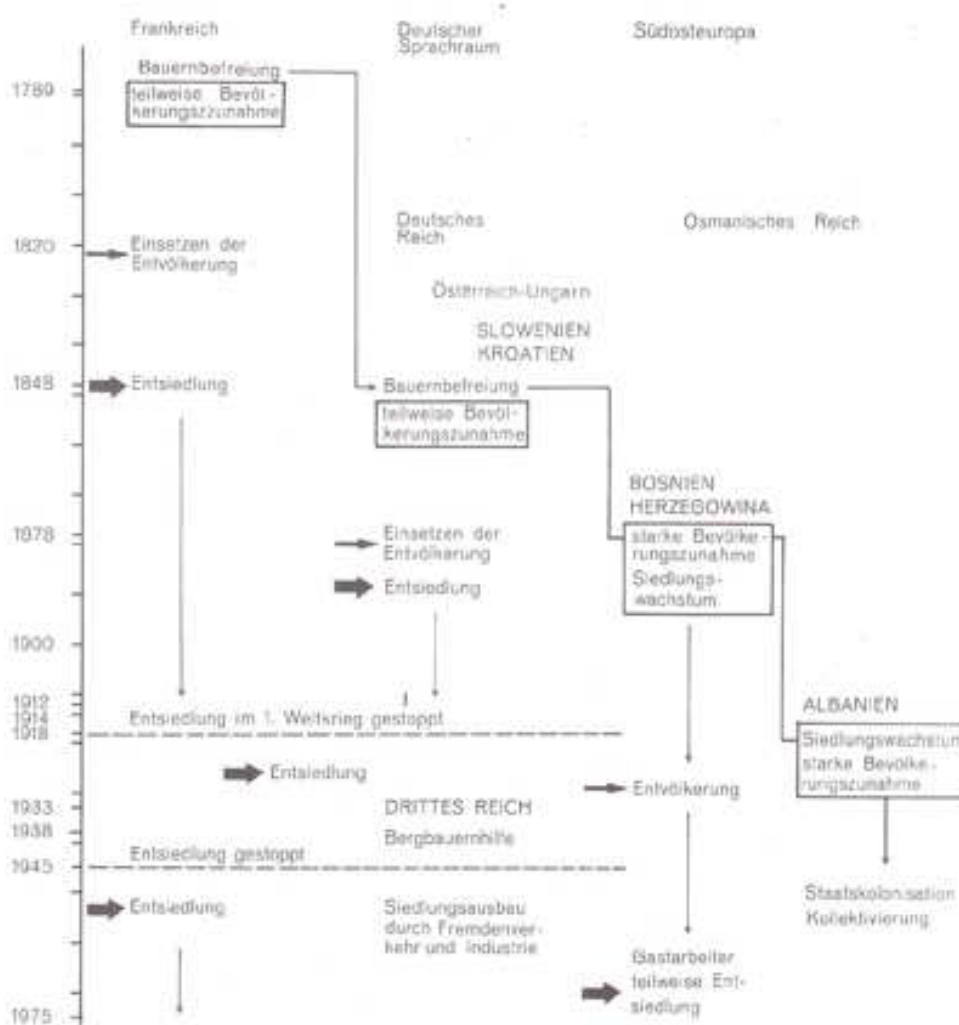 Frankreich
Deutscher
Sprachraum
Südosteuropa
1789
Bauernbefreiung
teilweise Bevöl-
kerungszzunahme
Deutsches
Reich
Osmanisches Reich
1820
Einsetzen der
Entvölkerung
Österreich-Ungarn
SLOWENIEN
KROATIEN
1848
Entsiedlung
Bauernbefreiung
teilweise Bevöl-
kerungszunahme
BOSNIEN
HERZEGOWINA
1978
Einsetzen der
Entvölkerung
starke Bevölke-
rungszunahme
Entsiedlung
Siedlungs-
wachstum
1900
1912
1914
1918
Entsiedlung im 1. Weltkrieg gestoppt
ALBANIEN
Siedlungswachstum
starke Bevölke-
rungszunahme
Entsiedlung
Entvölkerung
1933
DRITTES REICH
1938
Bergbauernhilfe
Entsiedlung gestoppt
1945
Entsiedlung
Siedlungsausbau
durch Fremdenver-
kehr und Industrie
Staatskolonisation
Kollektivierung
Gastarbeiter
teilweise Ent-
siedlung
1975